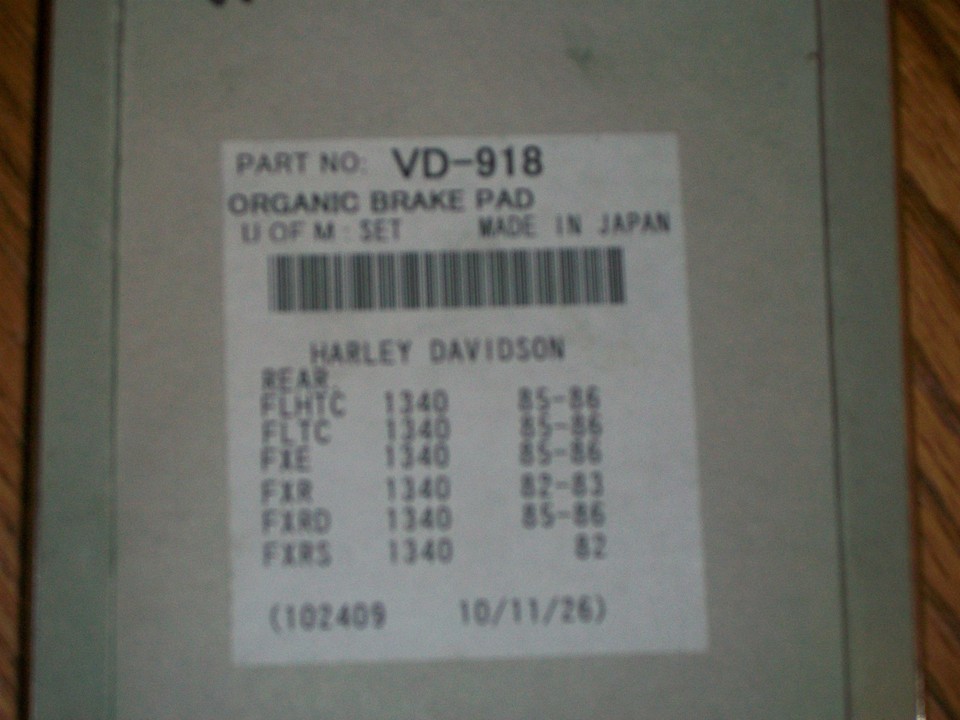 PART NO: VD-918
ORGANIC BRAKE PAD
U OF M : SET MADE IN JAPAN
HARLEY DAVIDSON
REAR.
FLHTC 1340 85-86
FLTC 1340 85-86
FXE 1340 85-86
FXR 1340 82-83
FXRD 1340 85-86
FXRS 1340 82
(102409 10/11/26)